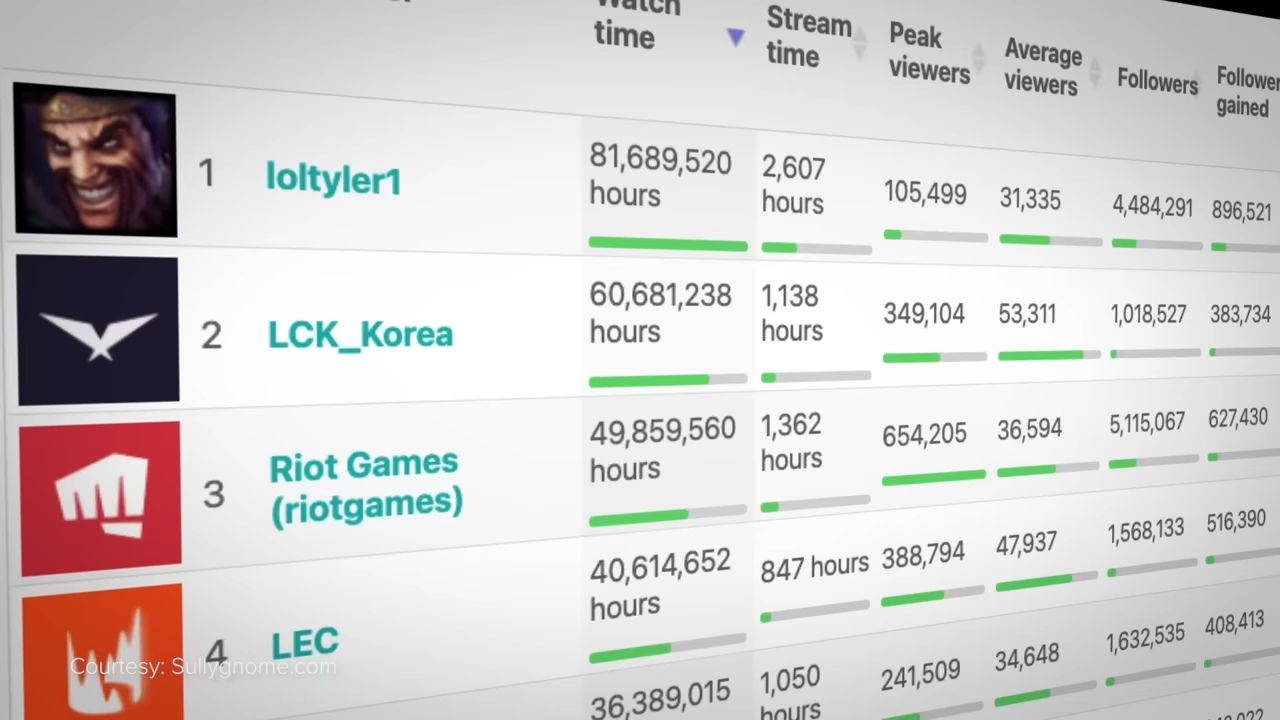 Watch
time
Stream
time
Peak
viewers
Average
viewers
Followers
Follower
gained
1
loltyler1
81,689,520
hours
2,607
hours
105,499
31,335
4,484,291
896,521
2
LCK_Korea
60,681,238
hours
1,138
hours
349,104
53,311
1,018,527
383,734
3
Riot Games
(riotgames)
49,859,560
hours
1,362
hours
654,205
36,594
5,115,067
627,430
4
LEC
40,614,652
hours
847 hours
388,794
47,937
1,568,133
516,390
36,389,015
1,050
hours
241,509
34,648
1,632,535
408,413
Courtesy: Sullygnome.com